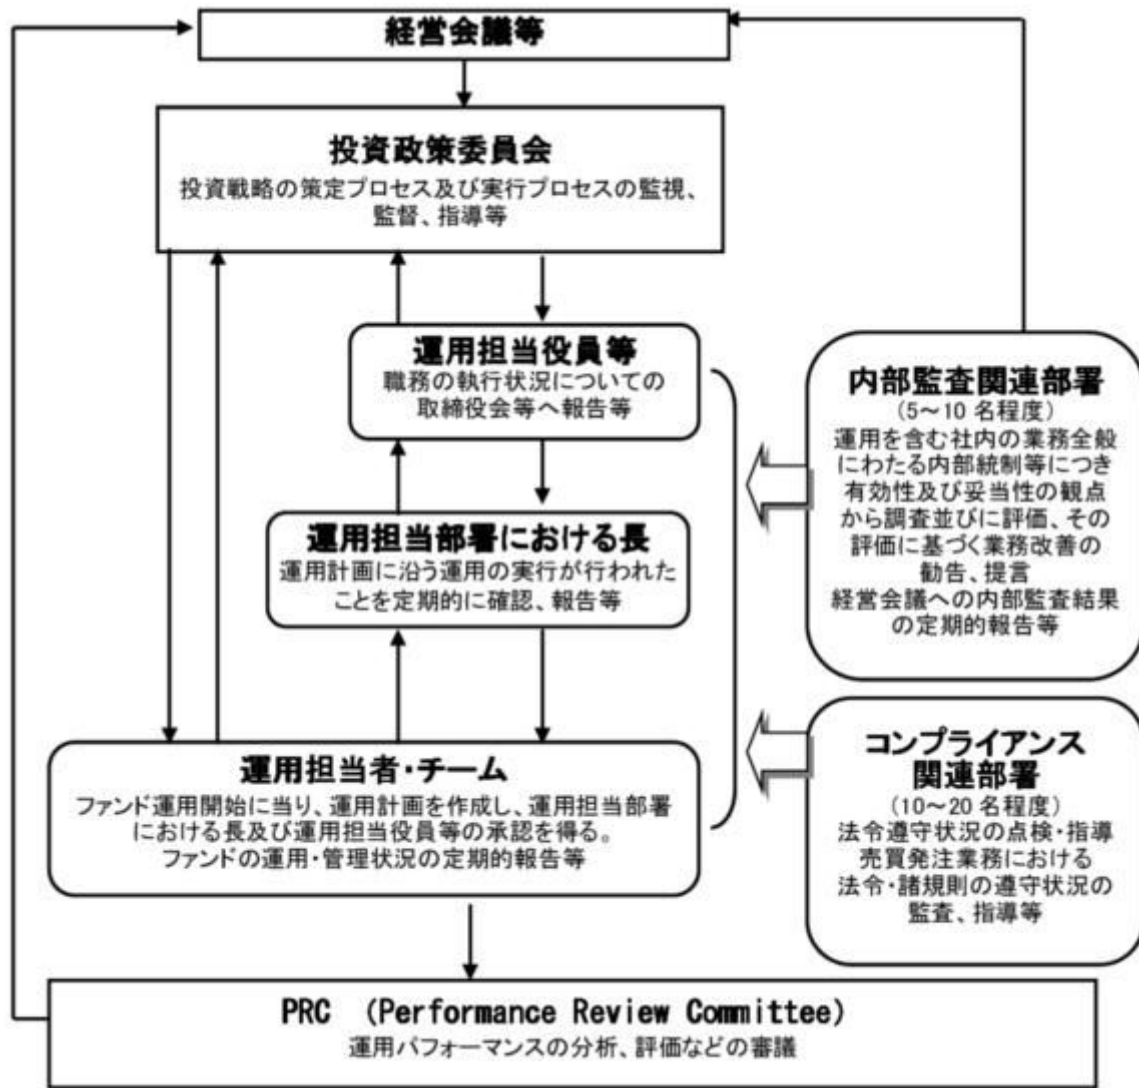 経営会議等
投資政策委員会
投資戦略の策定プロセス及び実行プロセスの監視、
監督、指導等
運用担当役員等
職務の執行状況についての
取締役会等へ報告等
運用担当部署における長
運用計画に沿う運用の実行が行われた
ことを定期的に確認、報告等
運用担当者・チーム
ファンド運用開始に当り、運用計画を作成し、運用担当部署
における長及び運用担当役員等の承認を得る。
ファンドの運用・管理状況の定期的報告等
内部監査関連部署
(5～10 名程度)
運用を含む社内の業務全般
にわたる内部統制等につき
有効性及び妥当性の観点
から調査並びに評価、その
評価に基づく業務改善の
勧告、提言
経営会議への内部監査結果
の定期的報告等
コンプライアンス
関連部署
(10～20 名程度)
法令遵守状況の点検・指導
売買発注業務における
法令・諸規則の遵守状況の
監査、指導等
PRC (Performance Review Committee)
運用パフォーマンスの分析、評価などの審議